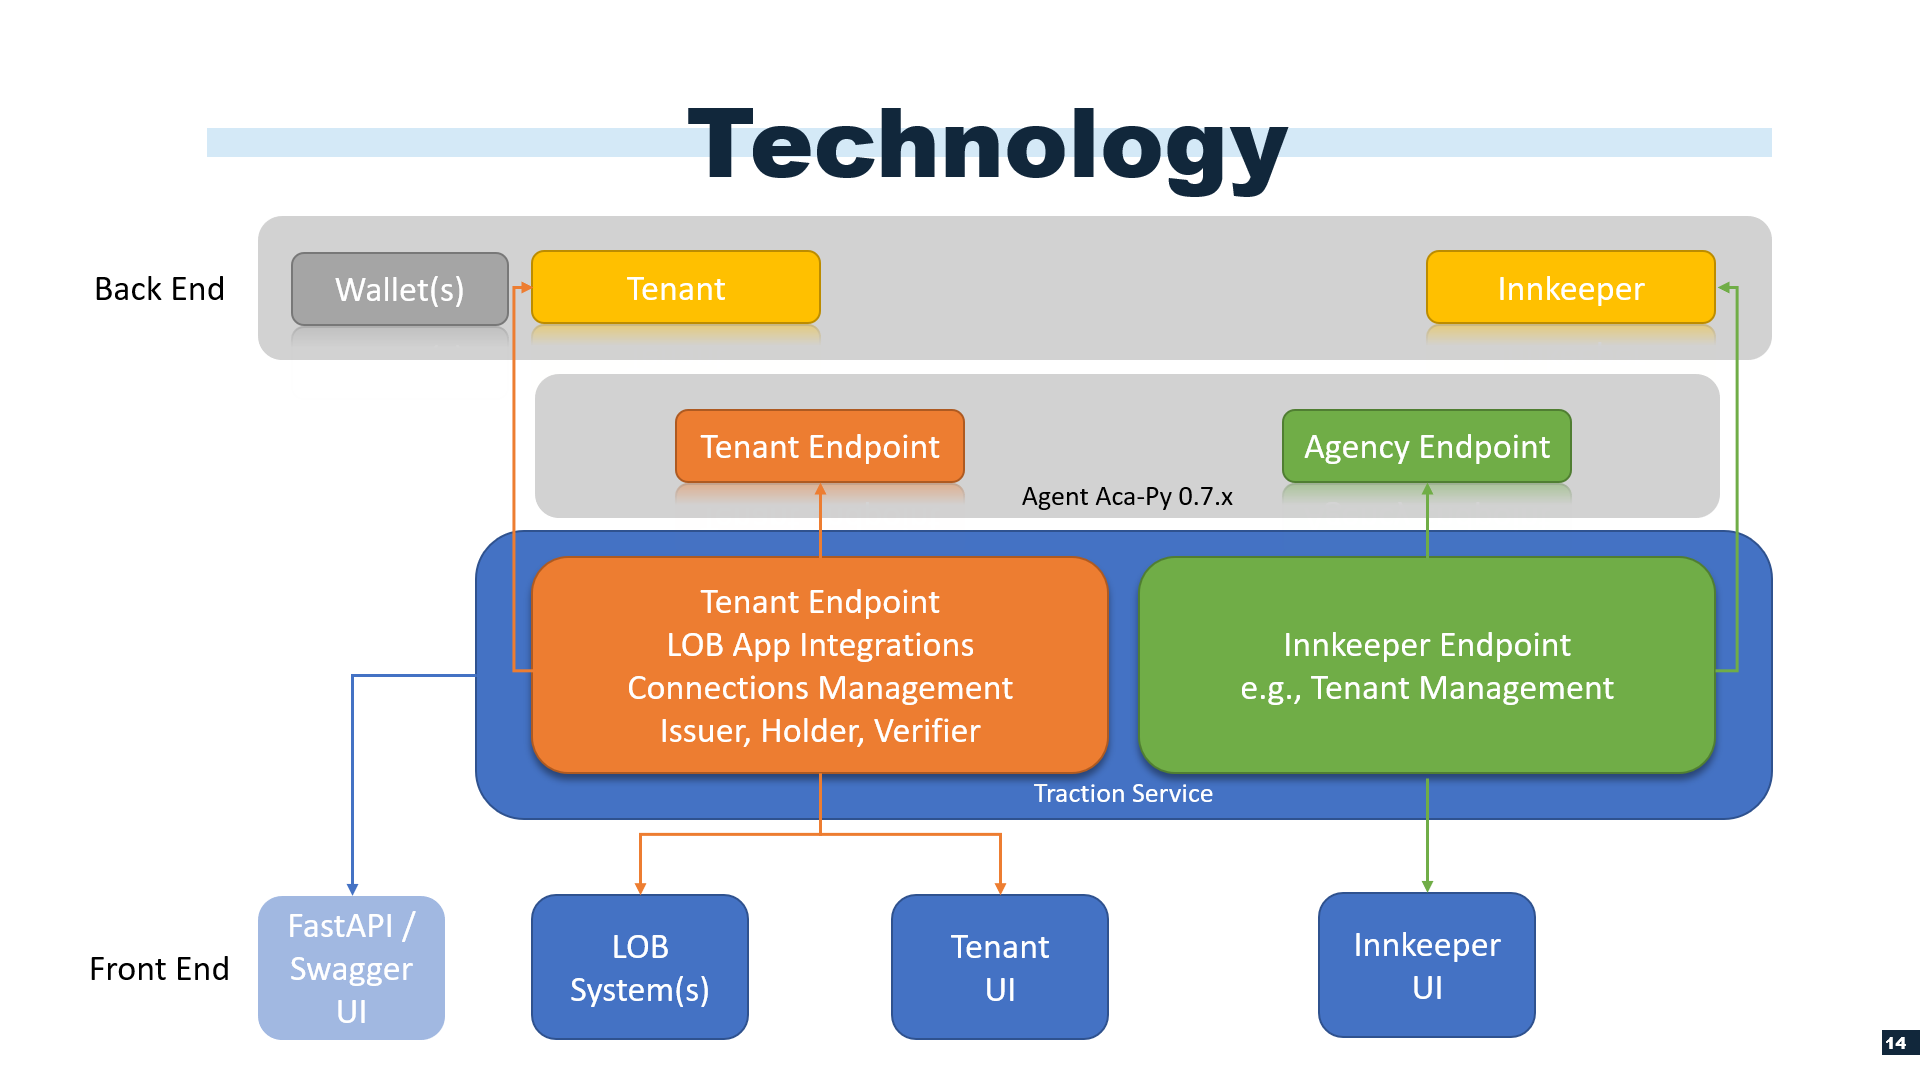 Technology
Back End
Wallet(s)
Tenant
Innkeeper
Tenant Endpoint
Agency Endpoint
Agent Aca-Py 0.7.x
Tenant Endpoint
LOB App Integrations
Connections Management
Issuer, Holder, Verifier
Innkeeper Endpoint
e.g., Tenant Management
Traction Service
Front End
FastAPI /
Swagger
UI
LOB
System(s)
Tenant
UI
Innkeeper
UI
14